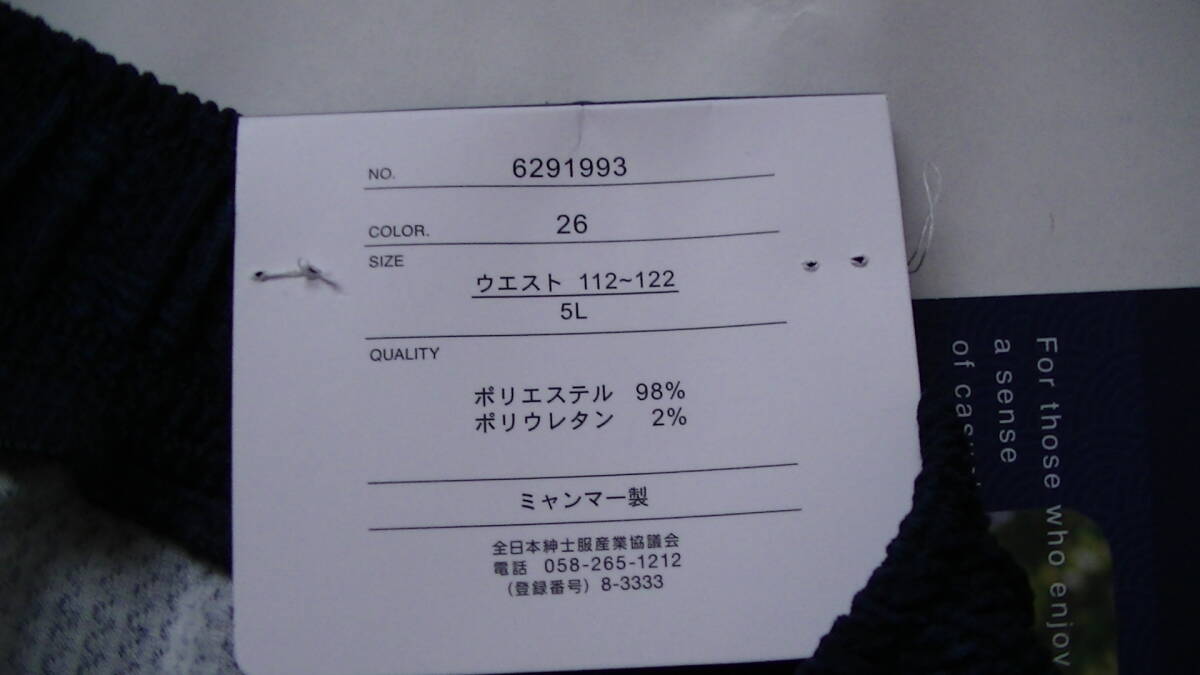 NO. 6291993
COLOR. 26
SIZE
ウエスト 112~122
5L
QUALITY
ポリエステル 98%
ポリウレタン 2%
ミャンマー製
全日本紳士服産業協議会
電話 058-265-1212
(登録番号) 8-3333
For those who enjoy
a sense
of